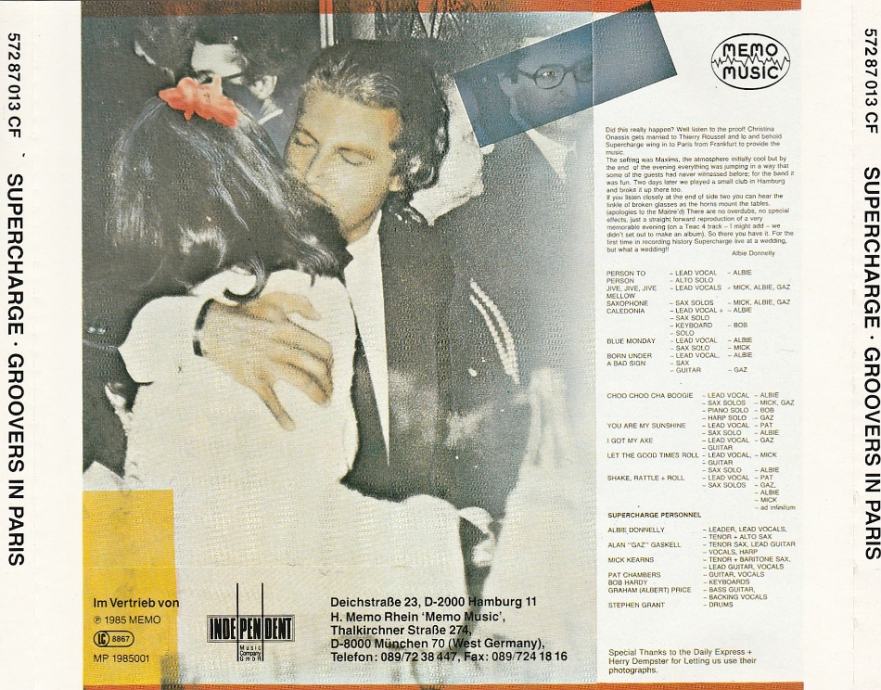 572 87 013 CF
SUPERCHARGE · GROOVERS IN PARIS
MEMO
MUSIC
Did this really happen? Well listen to the proof! Christina
Onassis gets married to Thierry Roussel and lo and behold
Supercharge wing in to Paris from Frankfurt to provide the
music.
The setting was Maxims, the atmosphere initially cool but by
the end of the evening everything was jumping in a way that
some of the guests had never witnessed before; for the band it
was fun. Two days later we played a small club in Hamburg
and broke it up there too.
If you listen closely at the end of side two you can hear the
tinkle of broken glasses as the horns mount the tables.
(apologies to the Maitre'd) There are no overdubs, no special
effects, just a straight forward reproduction of a very
memorable evening (on a Teac 4 track – I might add – we
didn't set out to make an album). So there you have it. For the
first time in recording history Supercharge live at a wedding,
but what a wedding!!
Albie Donnelly
PERSON TO – LEAD VOCAL – ALBIE
PERSON – ALTO SOLO
JIVE, JIVE, JIVE – LEAD VOCALS – MICK, ALBIE, GAZ
MELLOW
SAXOPHONE – SAX SOLOS – MICK, ALBIE, GAZ
CALEDONIA – LEAD VOCAL + – ALBIE
– SAX SOLO
– KEYBOARD – BOB
– SOLO
BLUE MONDAY – LEAD VOCAL – ALBIE
– SAX SOLO – MICK
BORN UNDER – LEAD VOCAL, – ALBIE
A BAD SIGN – SAX
– GUITAR – GAZ
CHOO CHOO CHA BOOGIE – LEAD VOCAL – ALBIE
– SAX SOLOS – MICK, GAZ
– PIANO SOLO – BOB
– HARP SOLO – GAZ
YOU ARE MY SUNSHINE – LEAD VOCAL – PAT
– SAX SOLO – ALBIE
I GOT MY AXE – LEAD VOCAL – GAZ
– GUITAR
LET THE GOOD TIMES ROLL – LEAD VOCAL, – MICK
– GUITAR
– SAX SOLO – ALBIE
SHAKE, RATTLE + ROLL – LEAD VOCAL – PAT
– SAX SOLOS – GAZ,
– ALBIE
– MICK
– ad infinitum
SUPERCHARGE PERSONNEL
ALBIE DONNELLY – LEADER, LEAD VOCALS,
– TENOR + ALTO SAX
ALAN "GAZ" GASKELL – TENOR SAX, LEAD GUITAR
– VOCALS, HARP
MICK KEARNS – TENOR + BARITONE SAX,
– LEAD GUITAR, VOCALS
PAT CHAMBERS – GUITAR, VOCALS
BOB HARDY – KEYBOARDS
GRAHAM (ALBERT) PRICE – BASS GUITAR,
BACKING VOCALS
STEPHEN GRANT – DRUMS
Special Thanks to the Daily Express +
Herry Dempster for Letting us use their
photographs.
Im Vertrieb von
℗ 1985 MEMO
LC 8867
MP 1985001
INDEPENDENT
Music
Company
GmbH
Deichstraße 23, D-2000 Hamburg 11
H. Memo Rhein 'Memo Music',
Thalkirchner Straße 274,
D-8000 München 70 (West Germany),
Telefon: 089/72 38 447, Fax: 089/724 18 16
572 87 013 CF
SUPERCHARGE · GROOVERS IN PARIS